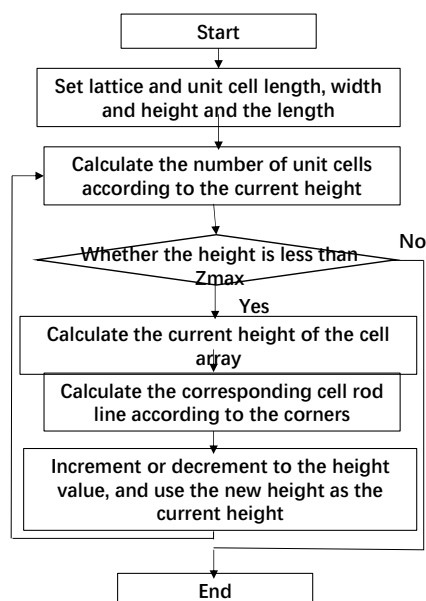 Start
Set lattice and unit cell length, width
and height and the length
Calculate the number of unit cells
according to the current height
No
Whether the height is less than
Zmax
Yes
Calculate the current height of the cell
array
Calculate the corresponding cell rod
line according to the corners
Increment or decrement to the height
value, and use the new height as the
current height
End